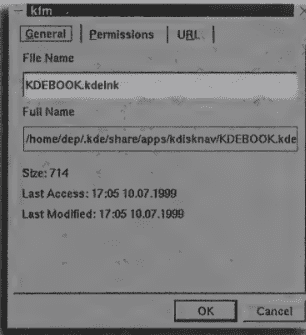 kfm
General Permissions URL
File Name
KDEBOOK.kdelnk
Full Name
/home/dep/.kde/share/apps/kdisknav/KDEBOOK.kde
Size: 714
Last Access: 17:05 10.07.1999
Last Modified: 17:05 10.07.1999
OK Cancel